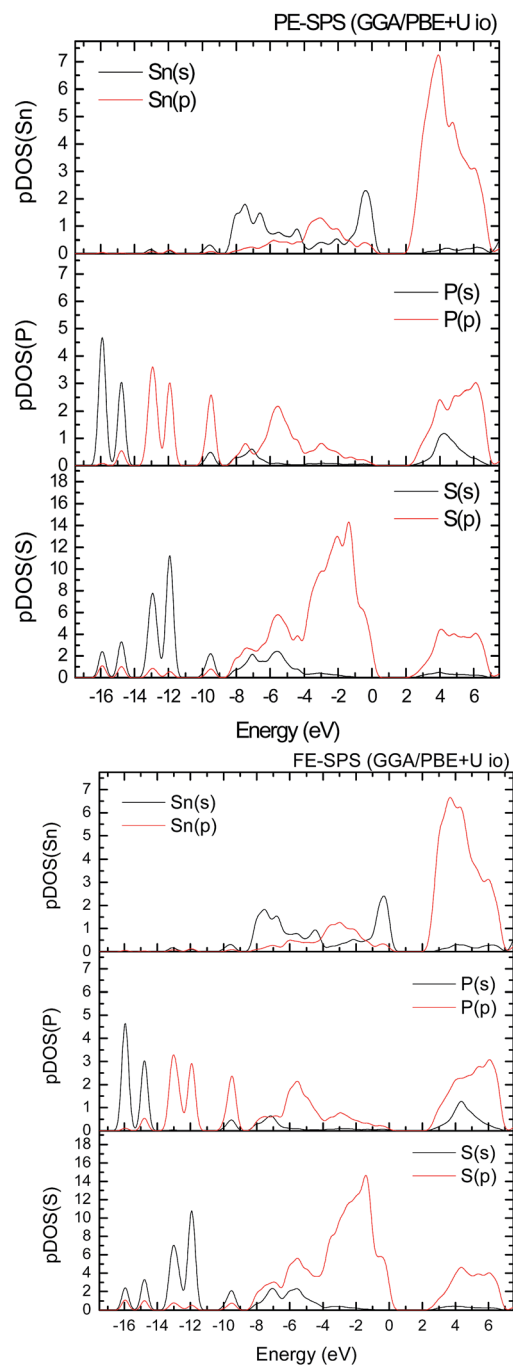 PE-SPS (GGA/PBE+U io)
7
6
5
4
3
2
1
0
pDOS(Sn)
Sn(s)
Sn(p)
7
6
5
4
3
2
1
0
pDOS(P)
P(s)
P(p)
18
16
14
12
10
8
6
4
2
0
pDOS(S)
S(s)
S(p)
-16 -14 -12 -10 -8 -6 -4 -2 0 2 4 6
Energy (eV)
FE-SPS (GGA/PBE+U io)
7
6
5
4
3
2
1
0
pDOS(Sn)
Sn(s)
Sn(p)
7
6
5
4
3
2
1
0
pDOS(P)
P(s)
P(p)
18
16
14
12
10
8
6
4
2
0
pDOS(S)
S(s)
S(p)
-16 -14 -12 -10 -8 -6 -4 -2 0 2 4 6
Energy (eV)